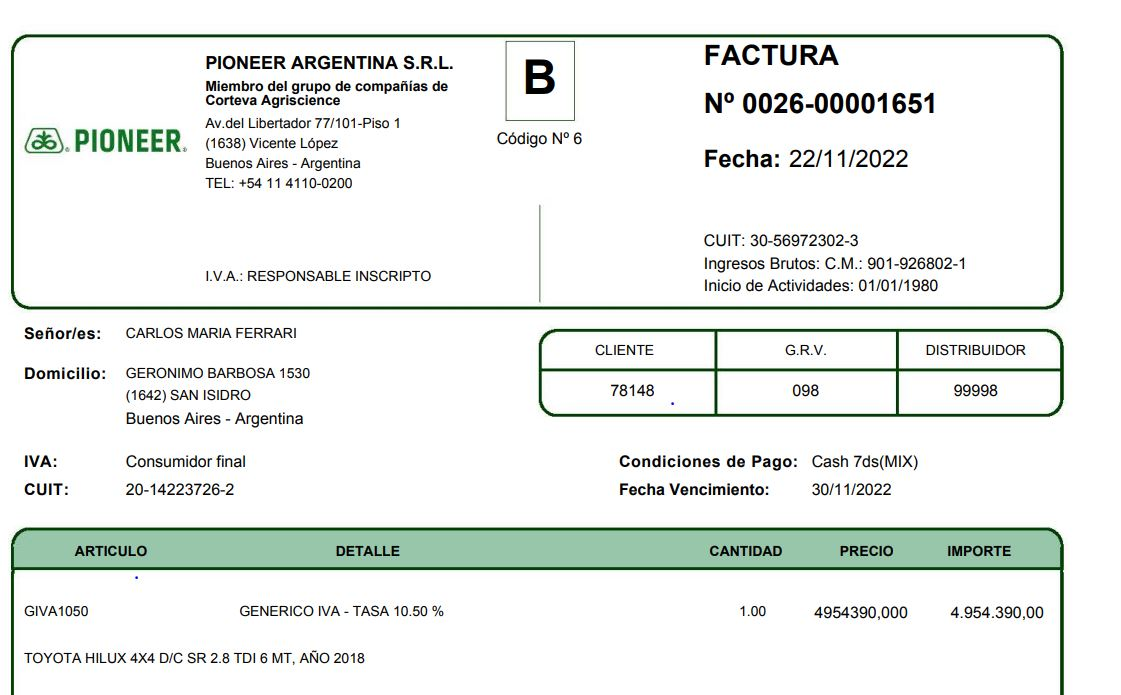 PIONEER
PIONEER ARGENTINA S.R.L.
Miembro del grupo de compañías de
Corteva Agriscience
Av.del Libertador 77/101-Piso 1
(1638) Vicente López
Buenos Aires - Argentina
TEL: +54 11 4110-0200
I.V.A.: RESPONSABLE INSCRIPTO
B
Código Nº 6
FACTURA
Nº 0026-00001651
Fecha: 22/11/2022
CUIT: 30-56972302-3
Ingresos Brutos: C.M.: 901-926802-1
Inicio de Actividades: 01/01/1980
Señor/es: CARLOS MARIA FERRARI
Domicilio: GERONIMO BARBOSA 1530
(1642) SAN ISIDRO
Buenos Aires - Argentina
CLIENTE G.R.V. DISTRIBUIDOR
78148 098 99998
IVA: Consumidor final
CUIT: 20-14223726-2
Condiciones de Pago: Cash 7ds(MIX)
Fecha Vencimiento: 30/11/2022
ARTICULO DETALLE CANTIDAD PRECIO IMPORTE
GIVA1050 GENERICO IVA - TASA 10.50 % 1.00 4954390,000 4.954.390,00
TOYOTA HILUX 4X4 D/C SR 2.8 TDI 6 MT, AÑO 2018